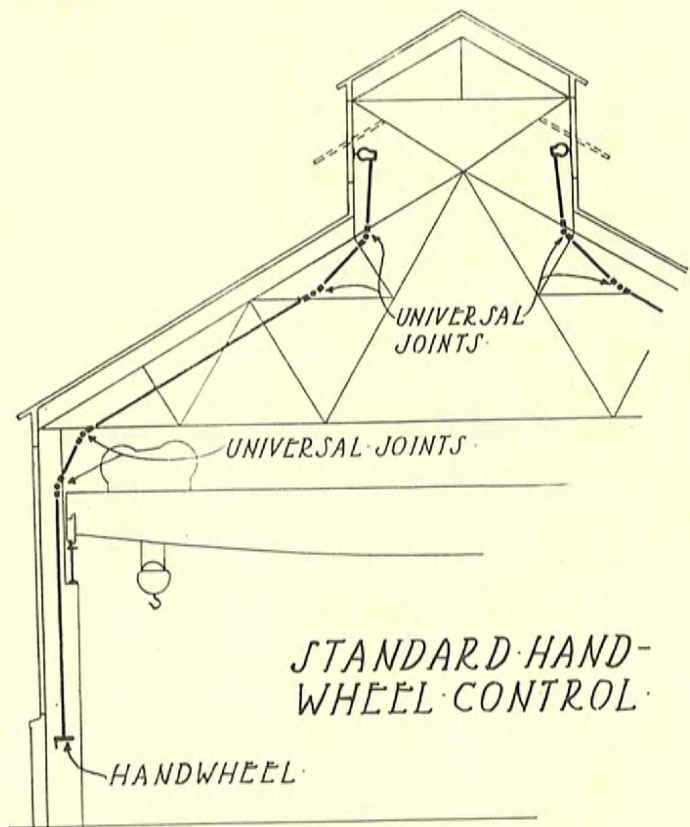 UNIVERSAL
JOINTS·
UNIVERSAL·JOINTS·
STANDARD·HAND-
WHEEL·CONTROL·
HANDWHEEL·